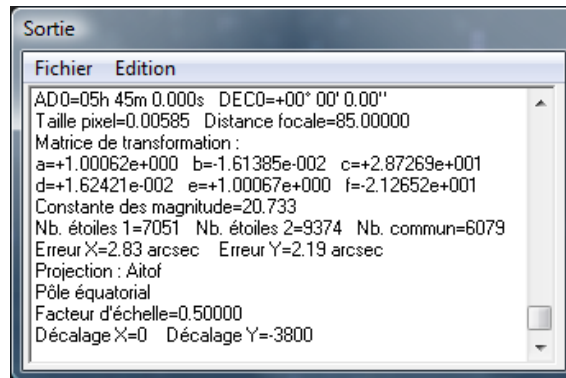 Sortie
Fichier Edition
AD0=05h 45m 0.000s DEC0=+00° 00' 0.00''
Taille pixel=0.00585 Distance focale=85.00000
Matrice de transformation :
a=+1.00062e+000 b=-1.61385e-002 c=+2.87269e+001
d=+1.62421e-002 e=+1.00067e+000 f=-2.12652e+001
Constante des magnitude=20.733
Nb. étoiles 1=7051 Nb. étoiles 2=9374 Nb. commun=6079
Erreur X=2.83 arcsec Erreur Y=2.19 arcsec
Projection : Aitof
Pôle équatorial
Facteur d'échelle=0.50000
Décalage X=0 Décalage Y=-3800